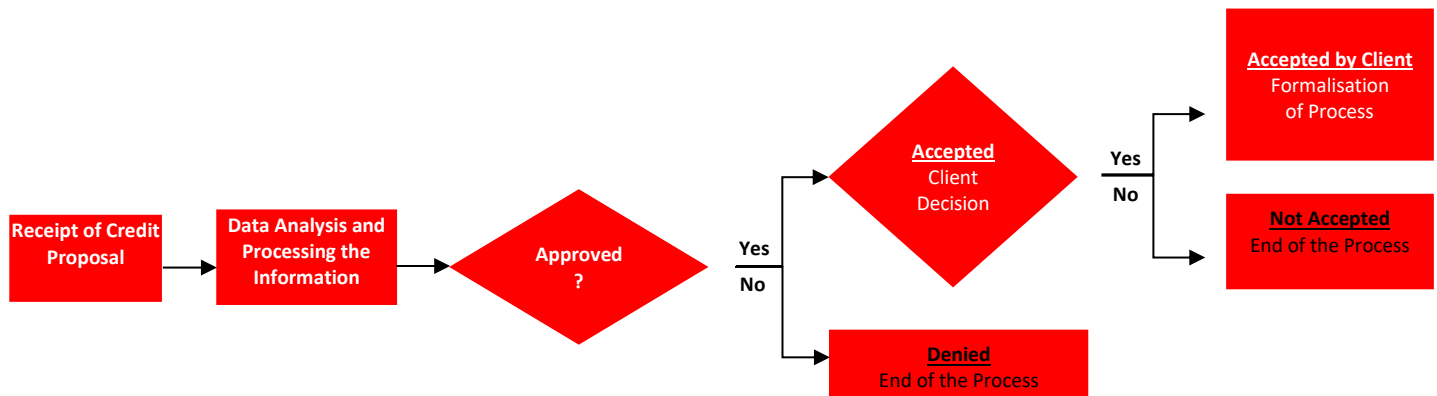 Receipt of Credit
Proposal
Data Analysis and
Processing the
Information
Approved
?
Yes
No
Accepted
Client
Decision
Denied
End of the Process
Yes
No
Accepted by Client
Formalisation
of Process
Not Accepted
End of the Process